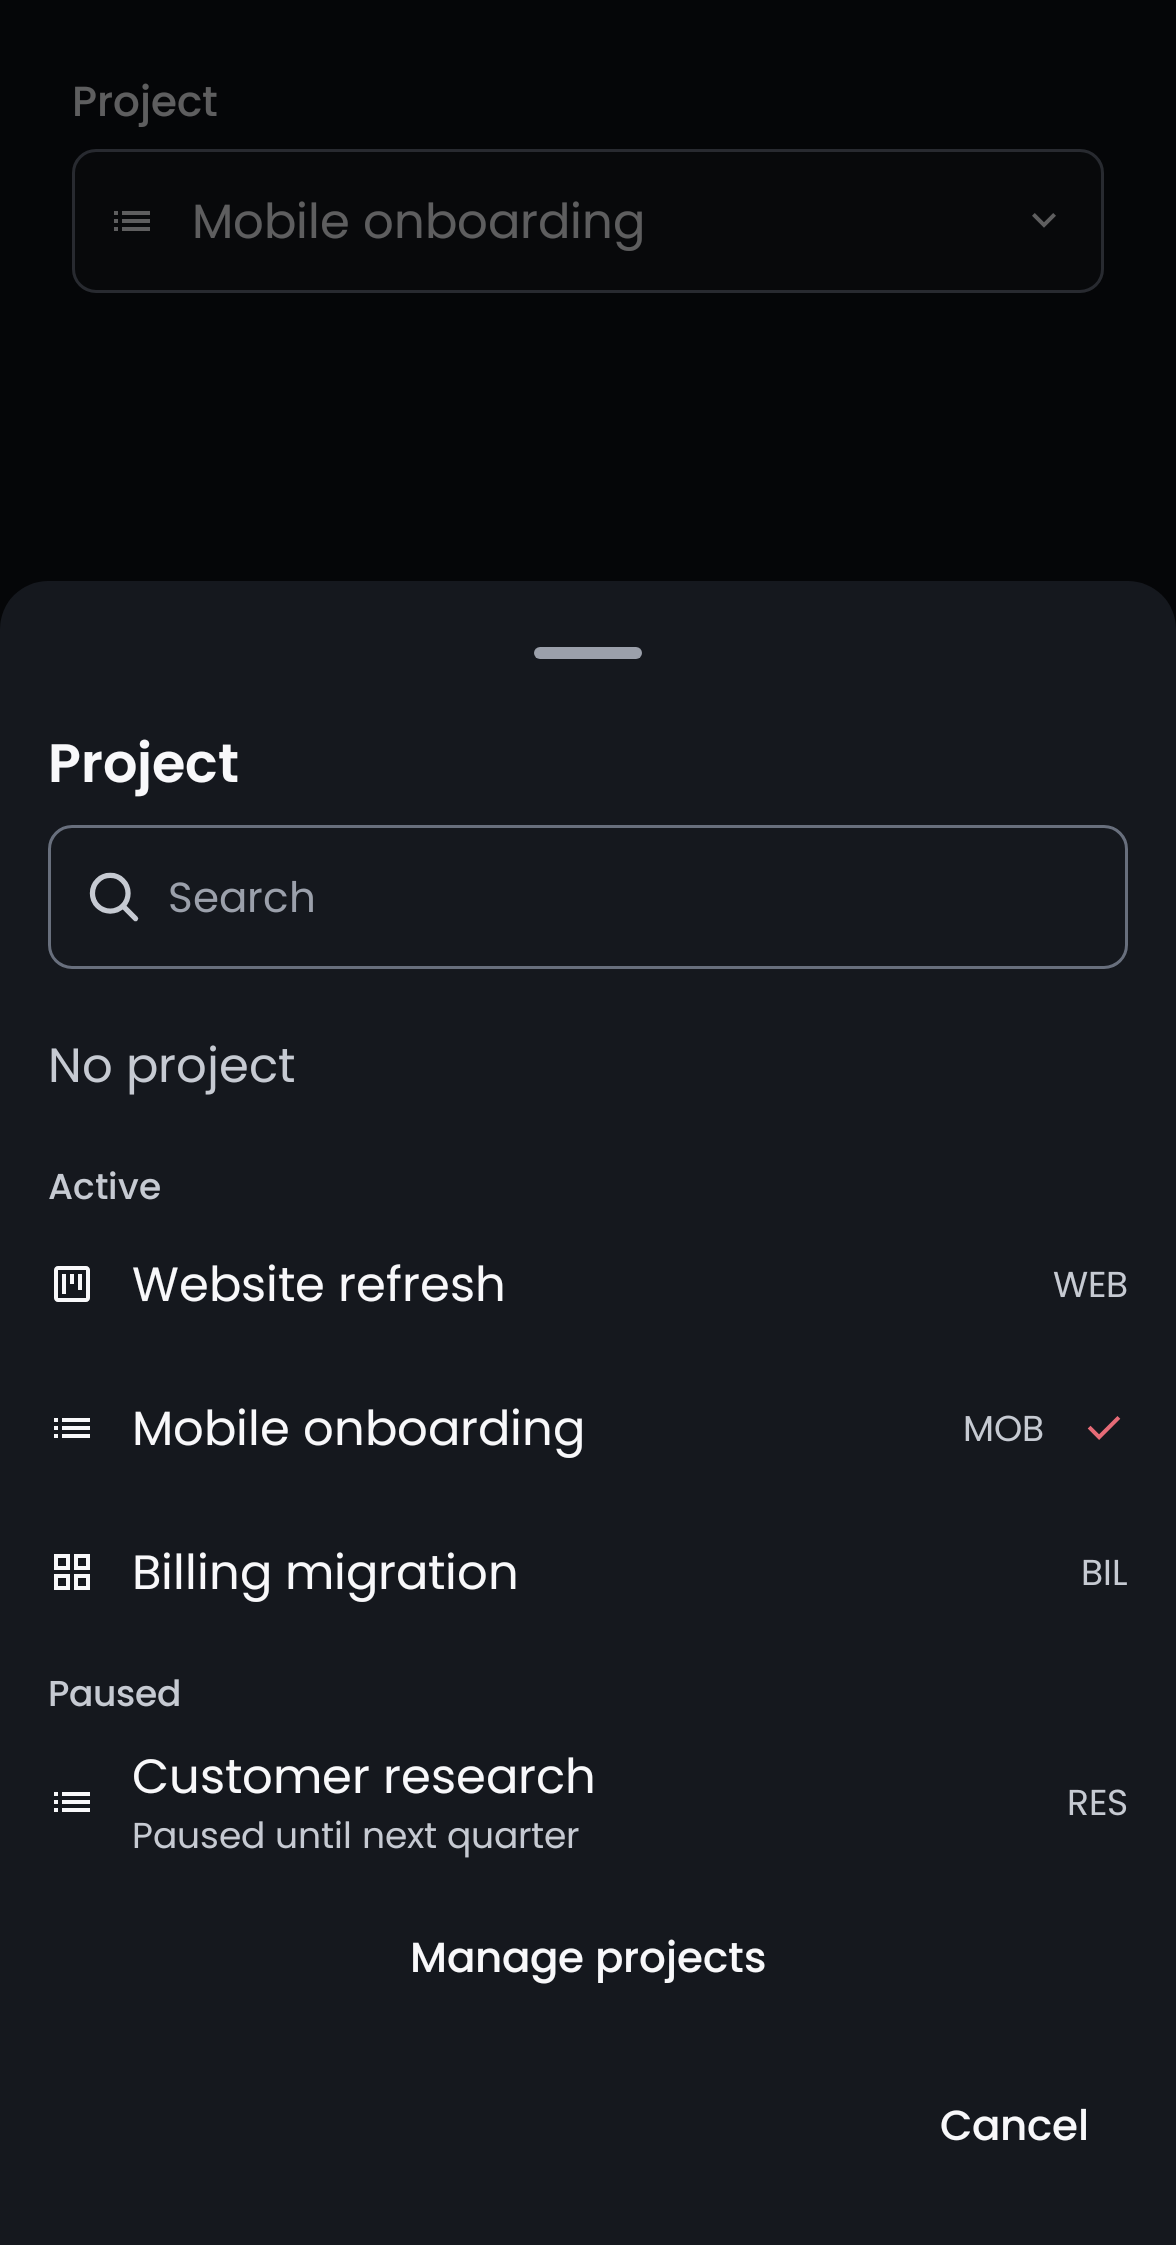 Project
Mobile onboarding
Project
Search
No project
Active
Website refresh WEB
Mobile onboarding MOB
Billing migration BIL
Paused
Customer research RES
Paused until next quarter
Manage projects
Cancel